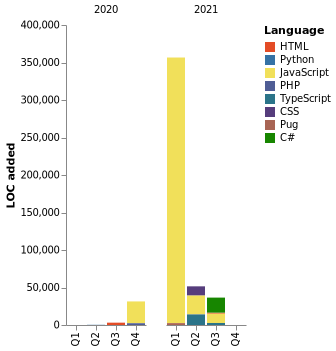 2020 2021
Language
HTML
Python
JavaScript
PHP
TypeScript
CSS
Pug
C#
LOC added
400,000
350,000
300,000
250,000
200,000
150,000
100,000
50,000
0
Q1 Q2 Q3 Q4 Q1 Q2 Q3 Q4